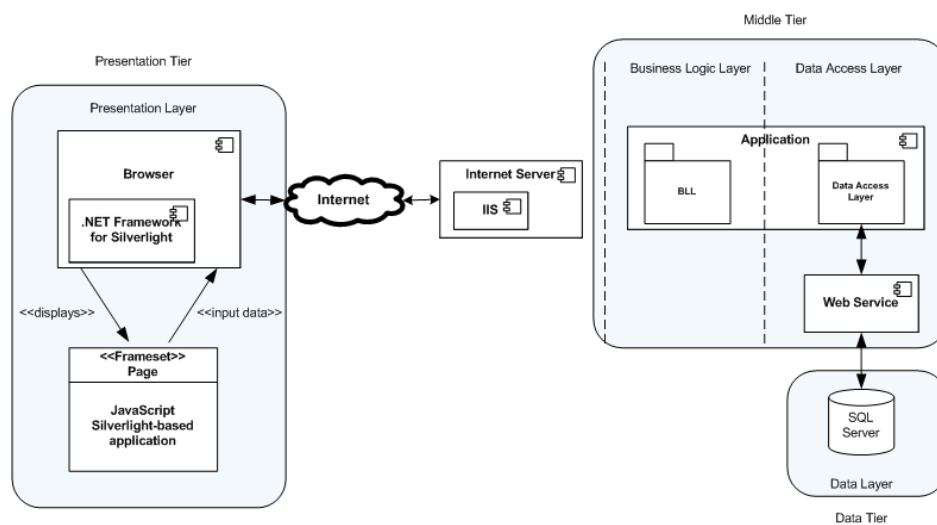 Middle Tier
Presentation Tier
Business Logic Layer
Data Access Layer
Presentation Layer
Browser
.NET Framework
for Silverlight
Internet
Internet Server
IIS
Application
BLL
Data Access
Layer
Web Service
<<displays>>
<<input data>>
<<Frameset>>
Page
JavaScript
Silverlight-based
application
SQL
Server
Data Layer
Data Tier